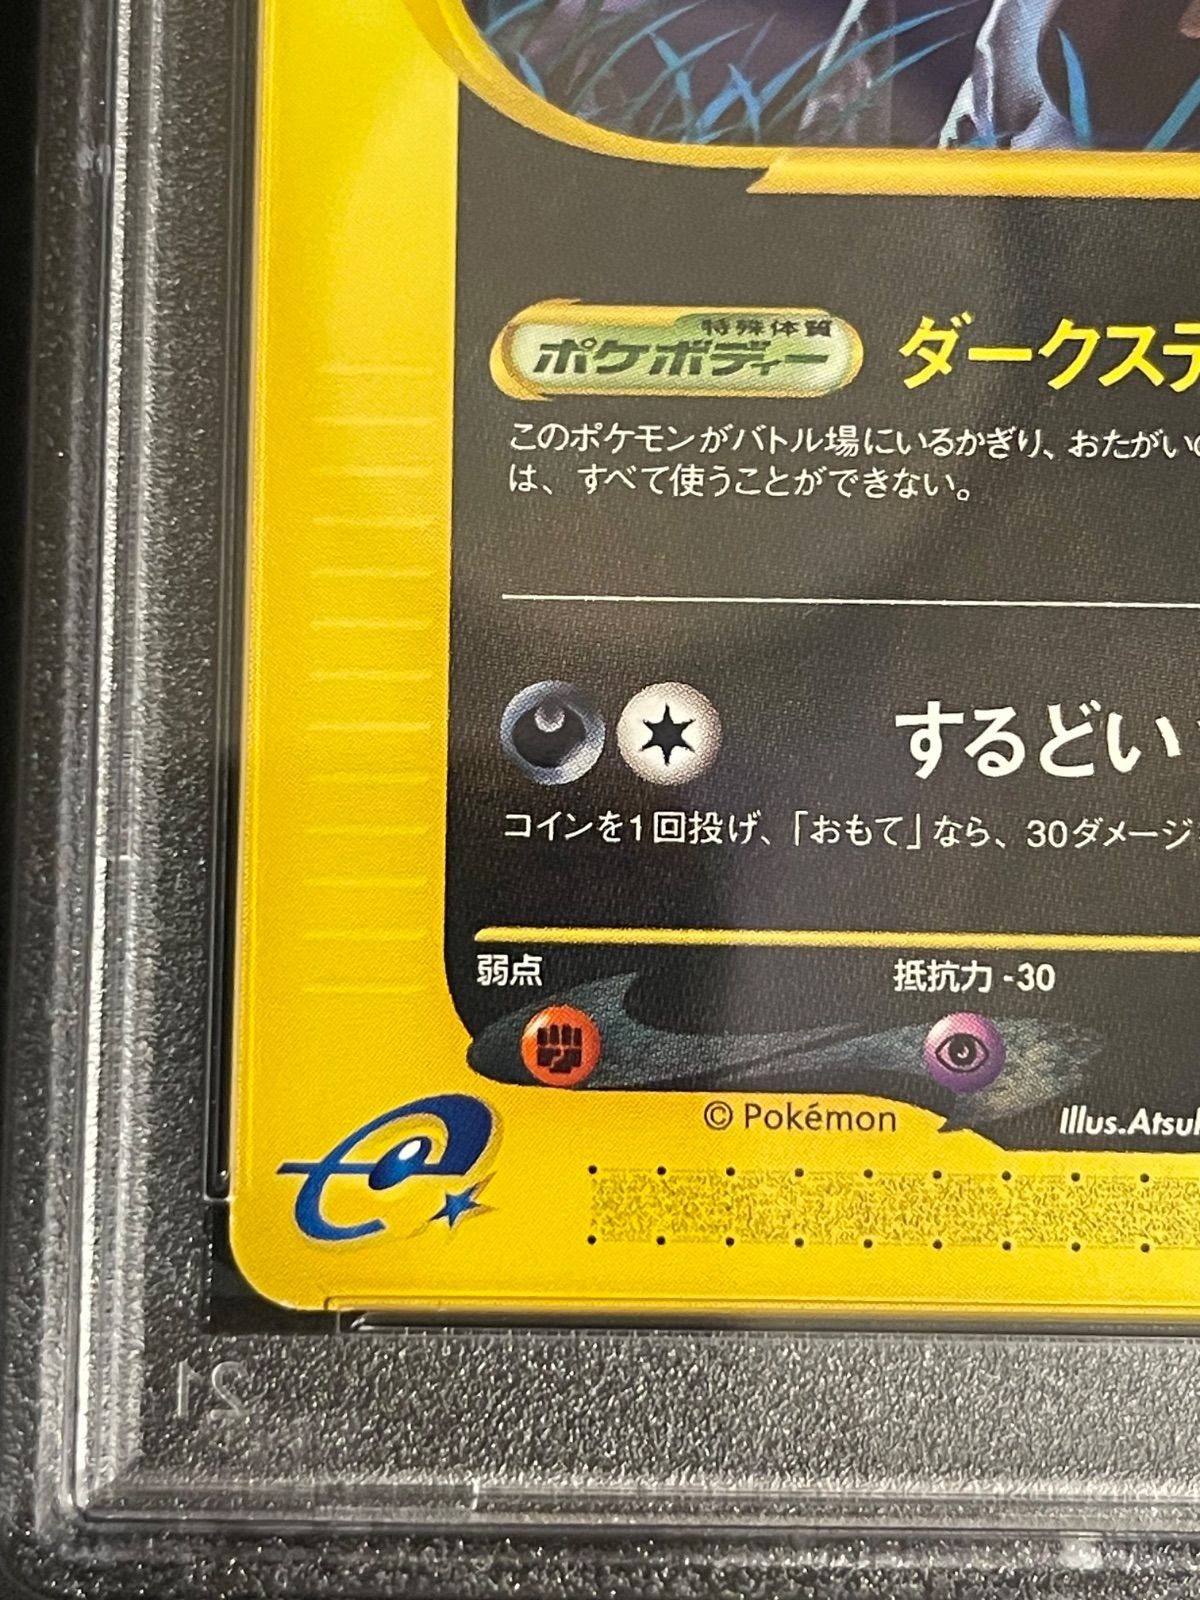 特殊体質
ポケボディー
ダークステ
このポケモンがバトル場にいるかぎり、おたがいの
は、すべて使うことができない。
するどい
コインを1回投げ、「おもて」なら、30ダメージ
弱点
抵抗力 -30
© Pokémon
Illus.Atsu
21